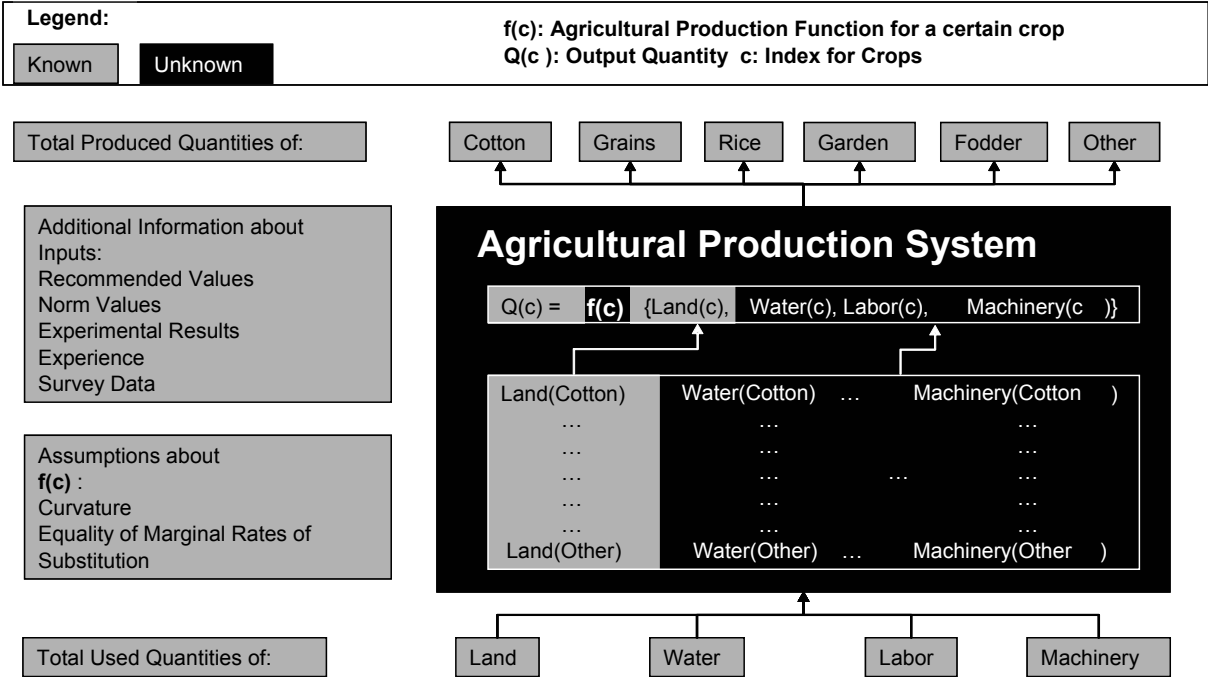 Legend:
Known
Unknown
f(c): Agricultural Production Function for a certain crop
Q(c ): Output Quantity c: Index for Crops
Total Produced Quantities of:
Cotton
Grains
Rice
Garden
Fodder
Other
Additional Information about
Inputs:
Recommended Values
Norm Values
Experimental Results
Experience
Survey Data
Agricultural Production System
Q(c) = f(c) {Land(c), Water(c), Labor(c), Machinery(c )}
Land(Cotton) Water(Cotton) … Machinery(Cotton )
… … …
… … …
… … … …
… … …
… … …
Land(Other) Water(Other) … Machinery(Other )
Assumptions about
f(c) :
Curvature
Equality of Marginal Rates of
Substitution
Total Used Quantities of:
Land
Water
Labor
Machinery